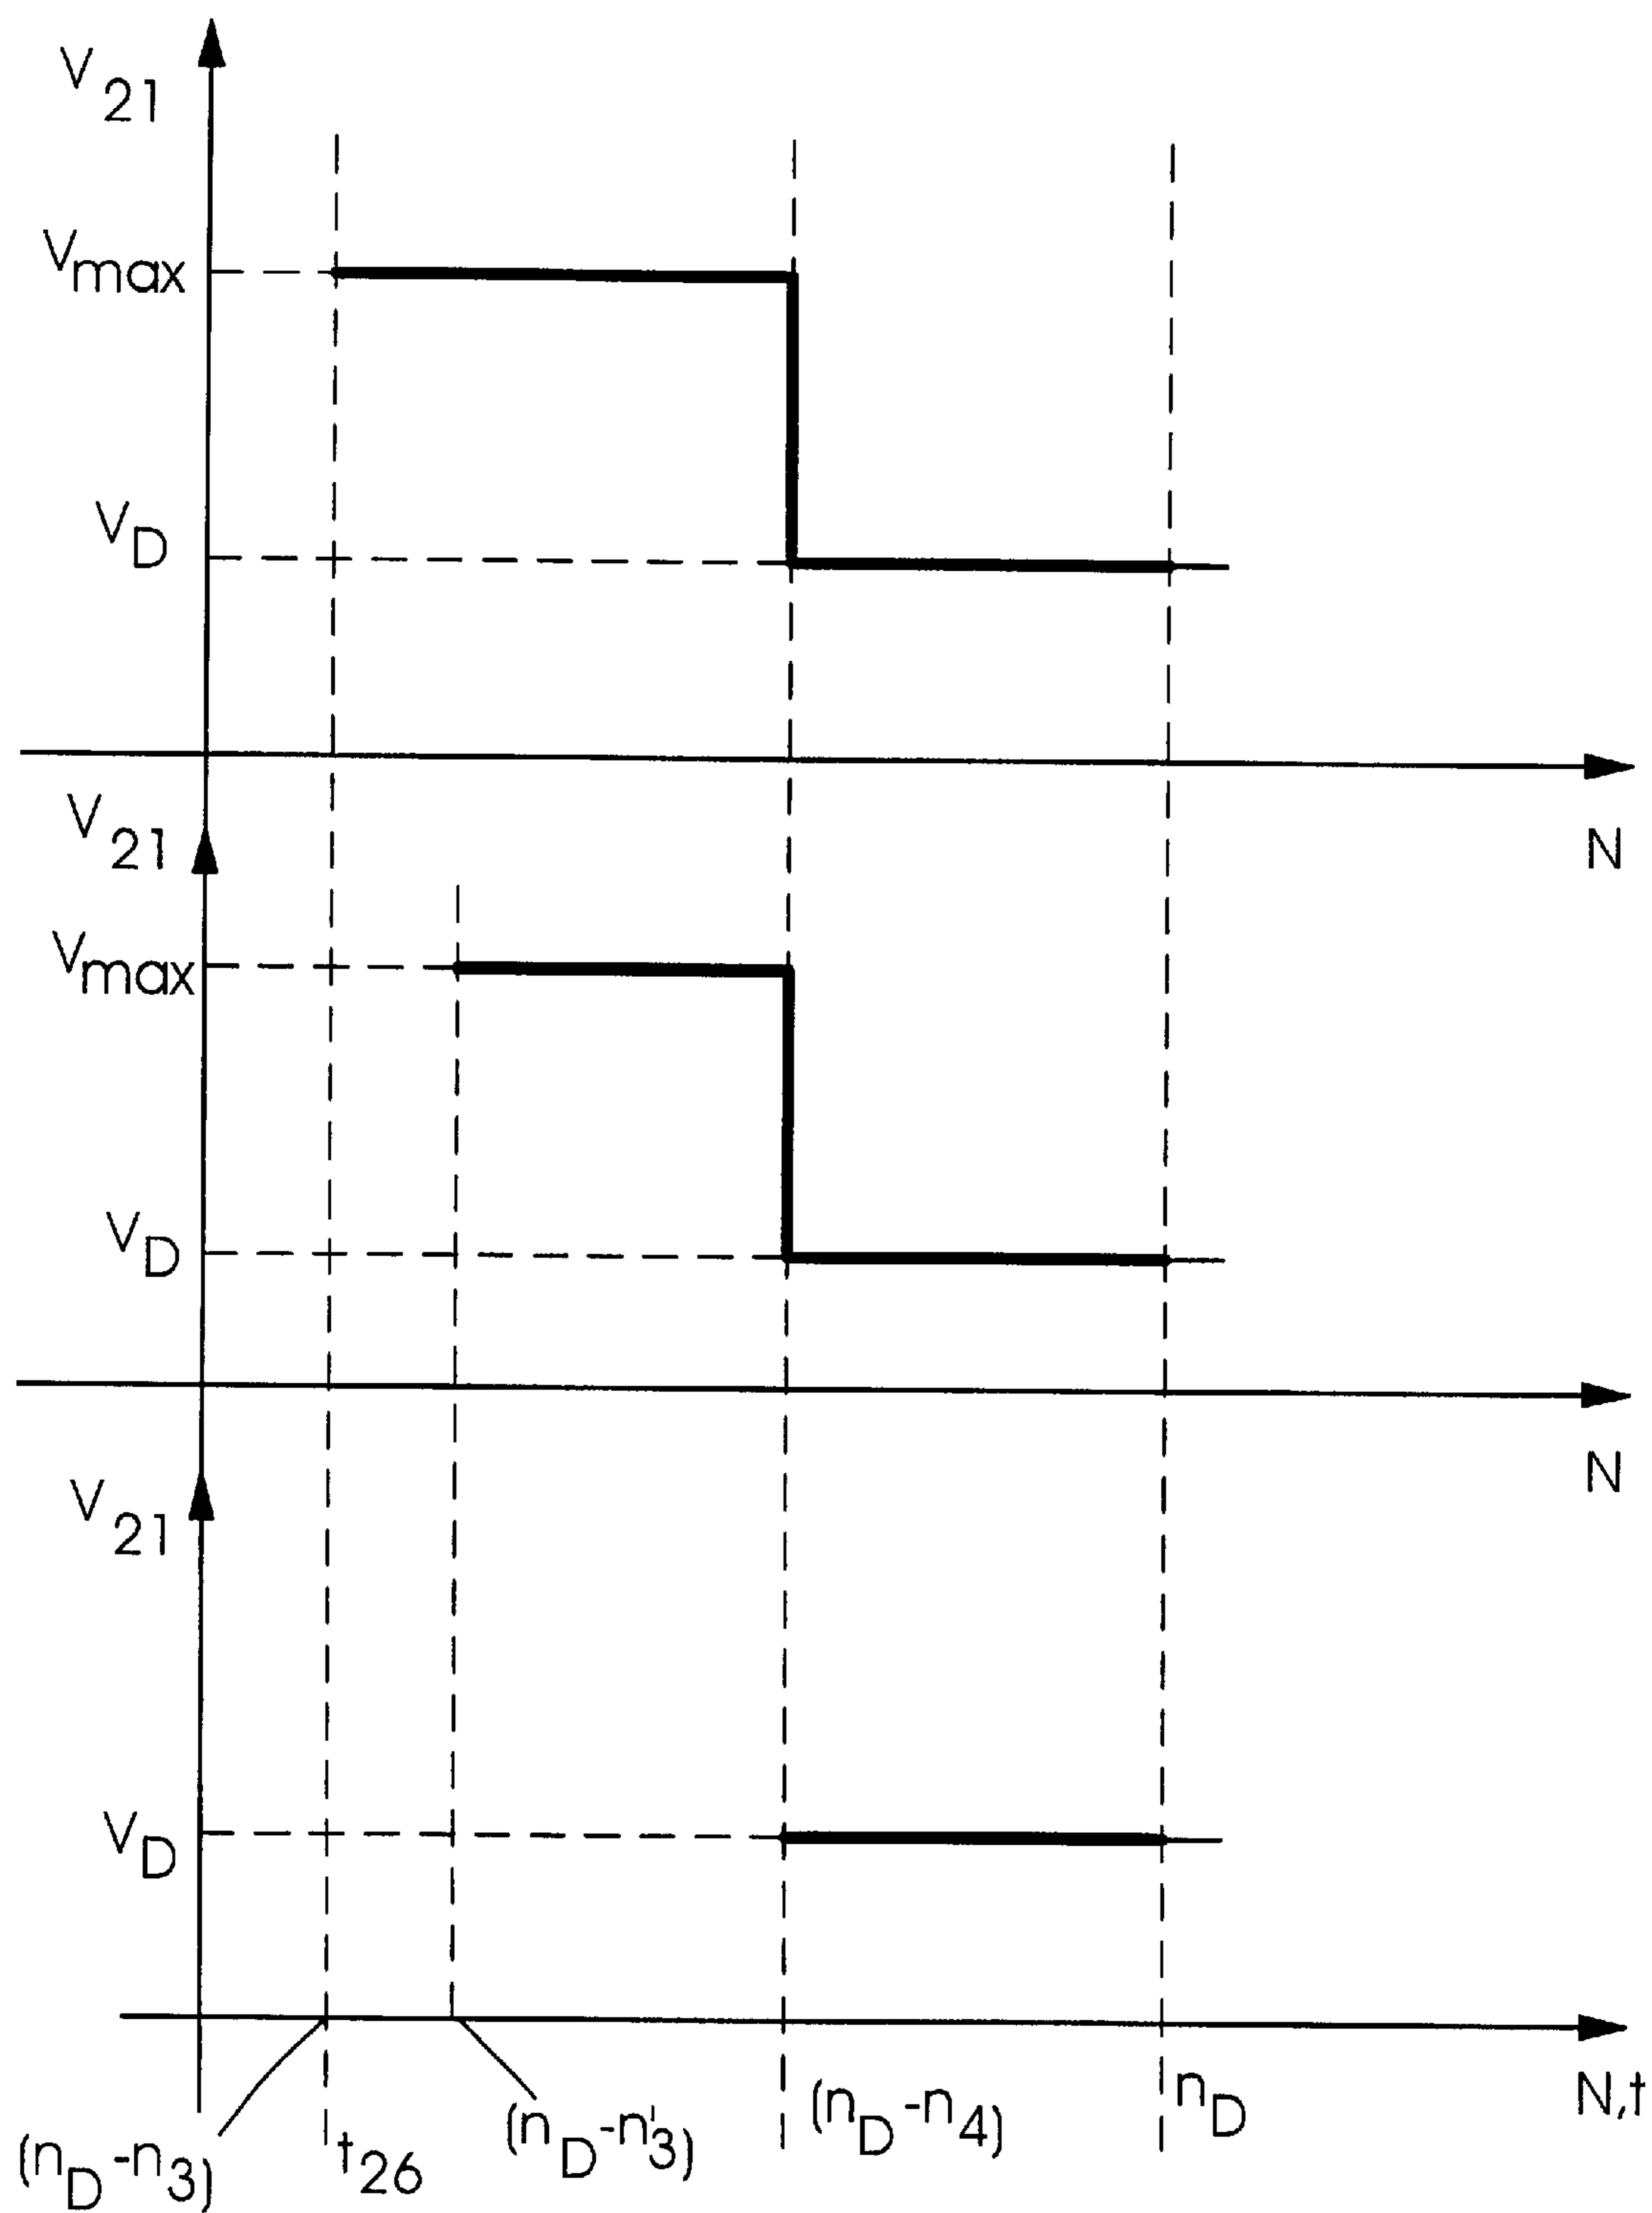 V21
Vmax
VD
N
V21
Vmax
VD
N
V21
VD
N,t
(nD-n3)
t26
(nD-n'3)
(nD-n4)
nD